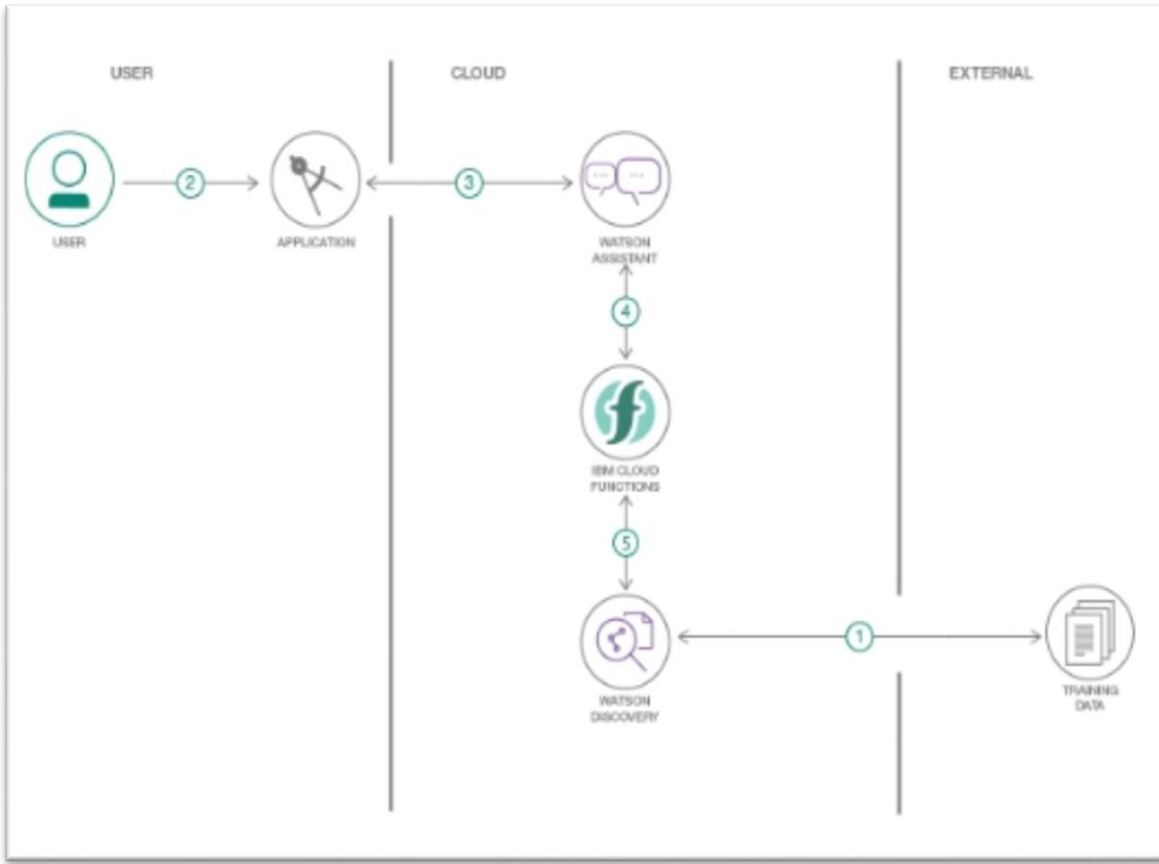 USER
CLOUD
EXTERNAL
2
3
USER
APPLICATION
WATSON
ASSISTANT
4
IBM CLOUD
FUNCTIONS
5
1
WATSON
DISCOVERY
TRAINING
DATA